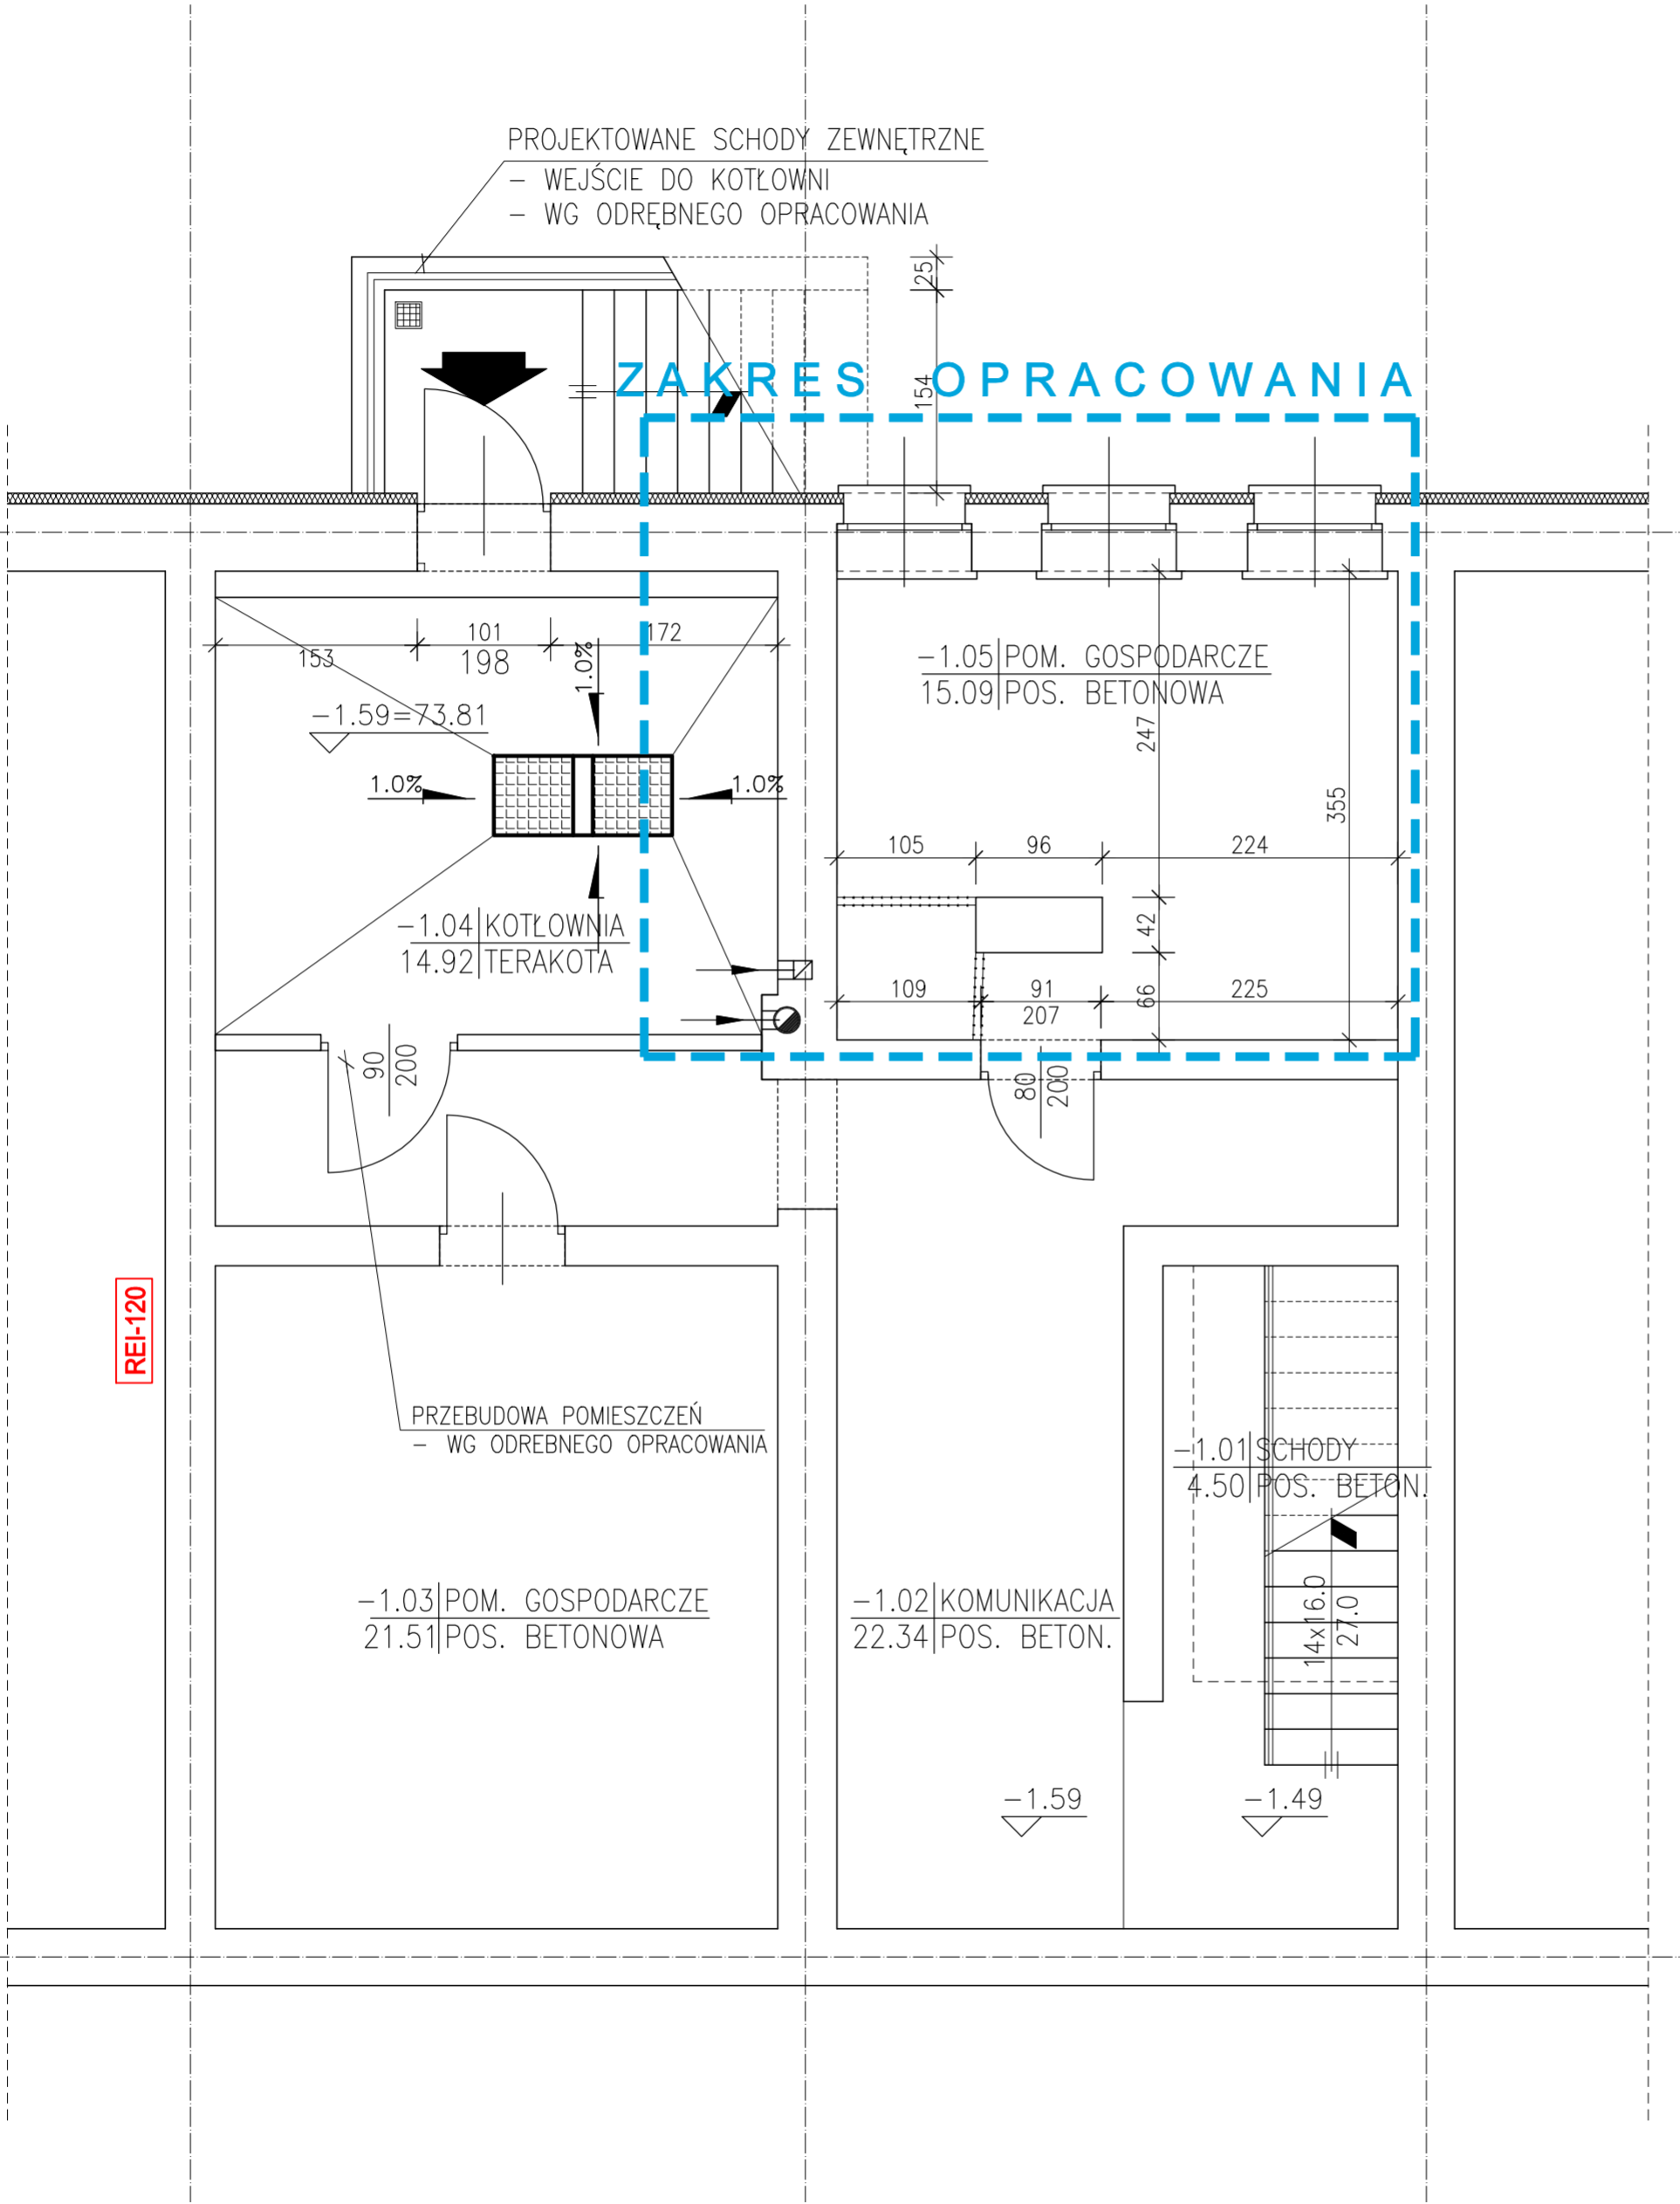 PROJEKTOWANE SCHODY ZEWNĘTRZNE
- WEJŚCIE DO KOTŁOWNI
- WG ODRĘBNEGO OPRACOWANIA
25
154
ZAKRES OPRACOWANIA
153
101
198
172
1.0%
-1.59=73.81
1.0%
1.0%
-1.05 POM. GOSPODARCZE
15.09 POS. BETONOWA
247
355
105
96
224
42
-1.04 KOTŁOWNIA
14.92 TERAKOTA
109
91
207
66
225
90
200
80
200
REI-120
PRZEBUDOWA POMIESZCZEŃ
- WG ODREBNEGO OPRACOWANIA
-1.01 SCHODY
4.50 POS. BETON.
-1.03 POM. GOSPODARCZE
21.51 POS. BETONOWA
-1.02 KOMUNIKACJA
22.34 POS. BETON.
14x16.0
27.0
-1.59
-1.49